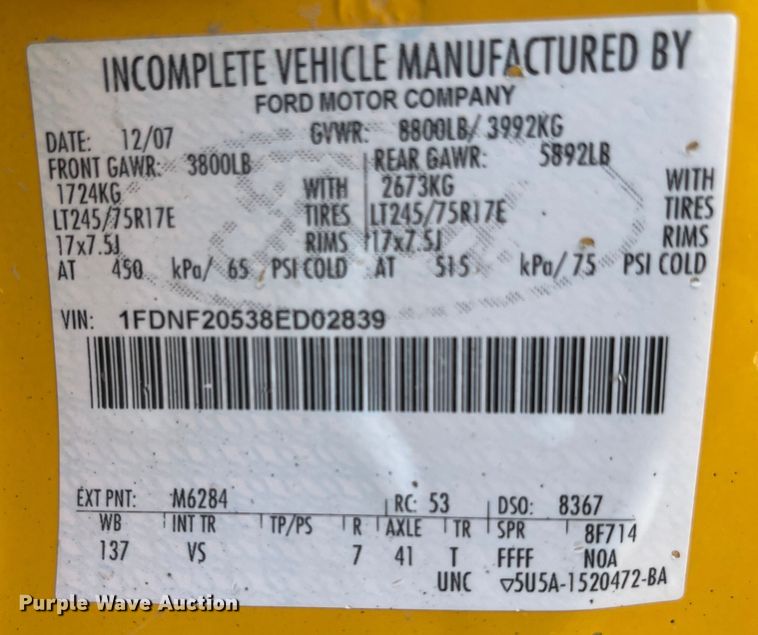 INCOMPLETE VEHICLE MANUFACTURED BY
FORD MOTOR COMPANY
DATE: 12/07 GVWR: 8800LB/ 3992KG
FRONT GAWR: 3800LB REAR GAWR: 5892LB
1724KG WITH 2673KG WITH
LT245/75R17E TIRES LT245/75R17E TIRES
17x7.5J RIMS 17x7.5J RIMS
AT 450 kPa/ 65 PSI COLD AT 515 kPa/ 75 PSI COLD
VIN: 1FDNF20538ED02839
EXT PNT: M6284 RC: 53 DSO: 8367
WB INT TR TP/PS R AXLE TR SPR 8F714
137 VS 7 41 T FFFF NOA
UNC ▽5U5A-1520472-BA
Purple Wave Auction